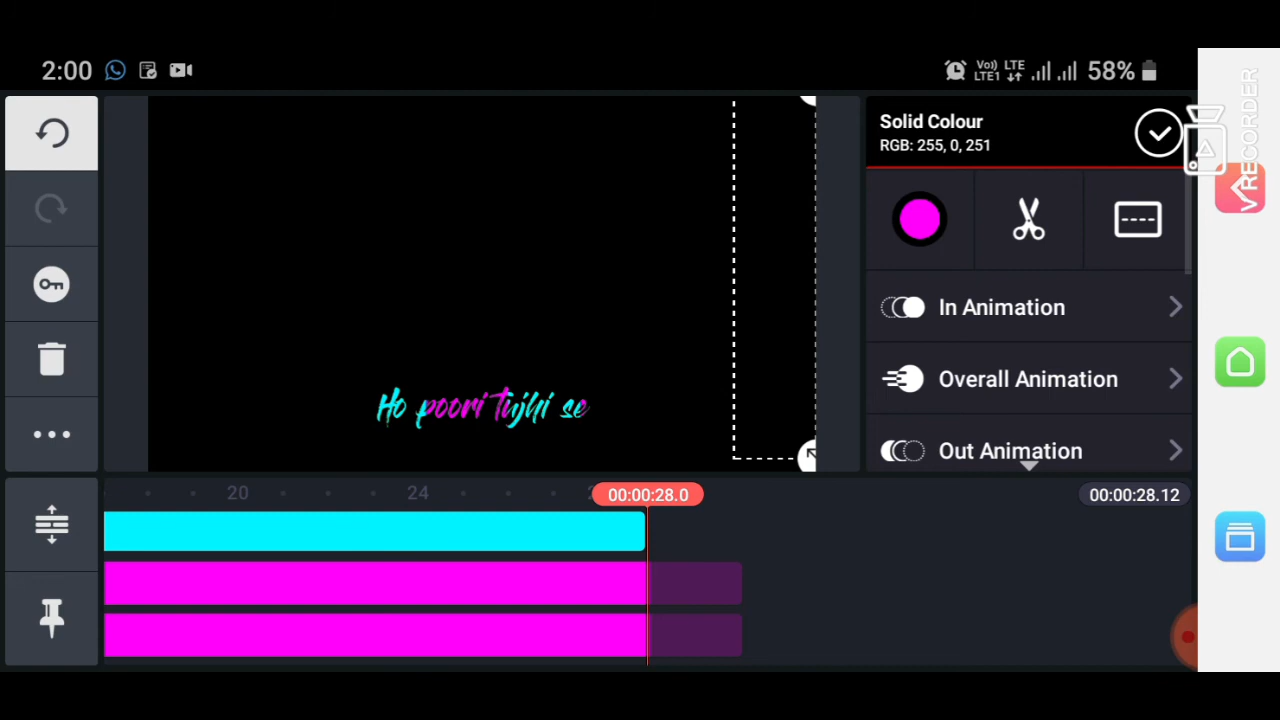 2:00
Vo)) LTE
LTE1
58%
Solid Colour
RGB: 255, 0, 251
In Animation
Overall Animation
Out Animation
Ho poori tujhi se
20
24
00:00:28.0
00:00:28.12
VRECORDER